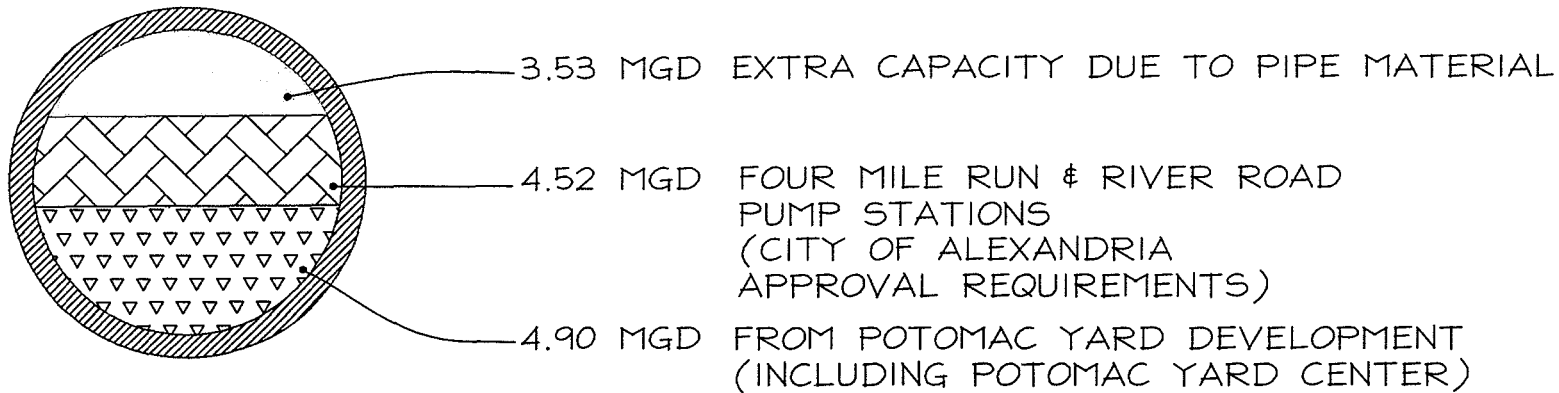 3.53 MGD EXTRA CAPACITY DUE TO PIPE MATERIAL
4.52 MGD FOUR MILE RUN & RIVER ROAD
PUMP STATIONS
(CITY OF ALEXANDRIA
APPROVAL REQUIREMENTS)
4.90 MGD FROM POTOMAC YARD DEVELOPMENT
(INCLUDING POTOMAC YARD CENTER)